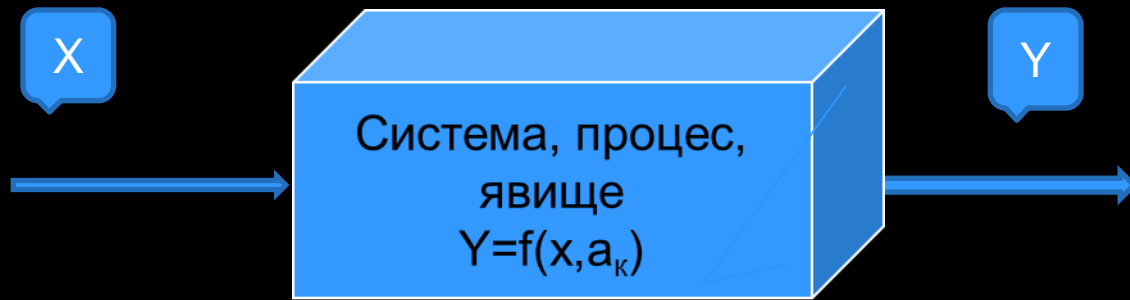 X
Y
Система, процес,
явище
Y=f(x,aк)